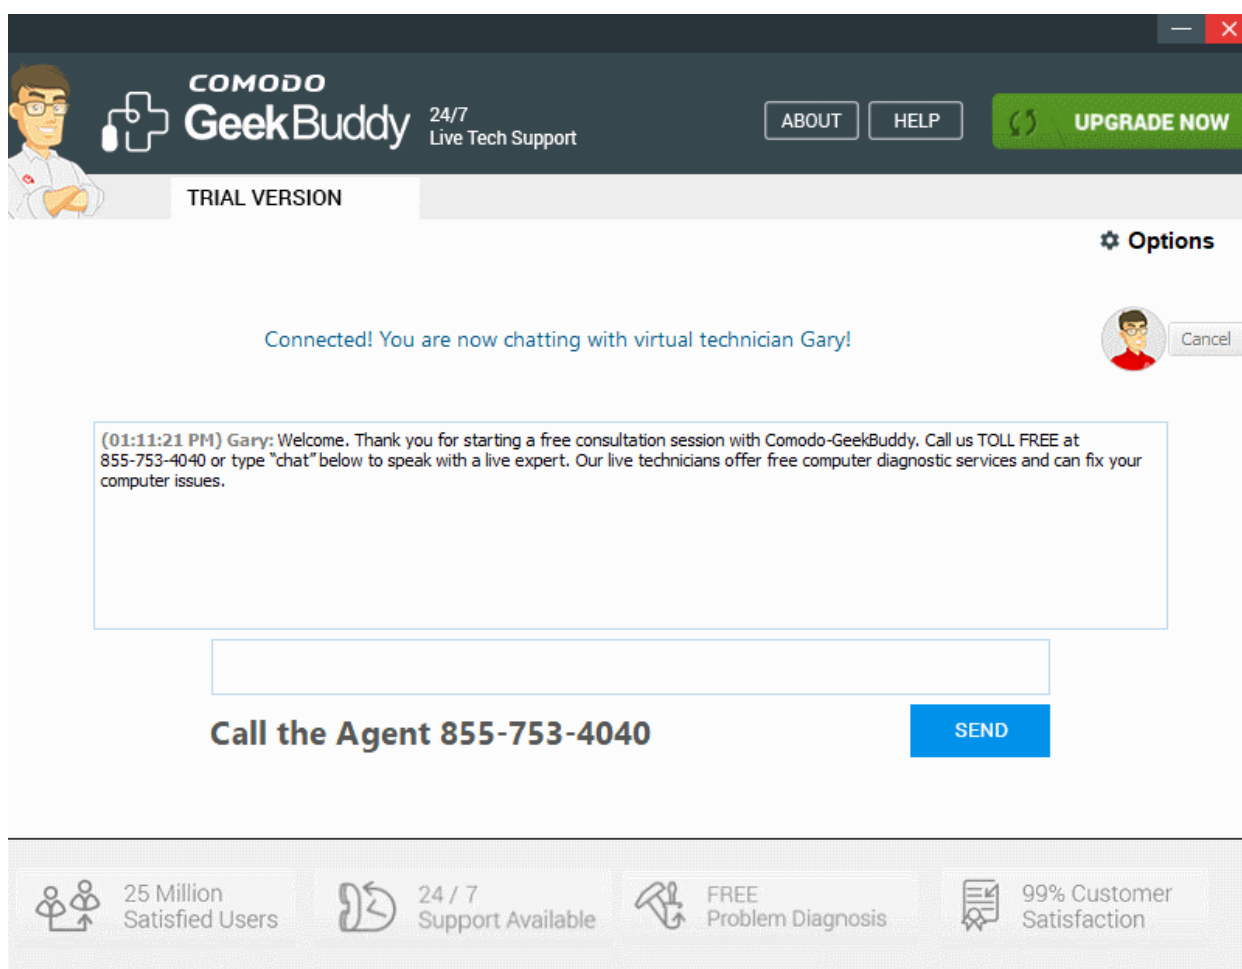 COMODO
GeekBuddy
24/7
Live Tech Support
ABOUT
HELP
UPGRADE NOW
TRIAL VERSION
Options
Connected! You are now chatting with virtual technician Gary!
Cancel
(01:11:21 PM) Gary: Welcome. Thank you for starting a free consultation session with Comodo-GeekBuddy. Call us TOLL FREE at
855-753-4040 or type “chat” below to speak with a live expert. Our live technicians offer free computer diagnostic services and can fix your
computer issues.
Call the Agent 855-753-4040
SEND
25 Million
Satisfied Users
24 / 7
Support Available
FREE
Problem Diagnosis
99% Customer
Satisfaction